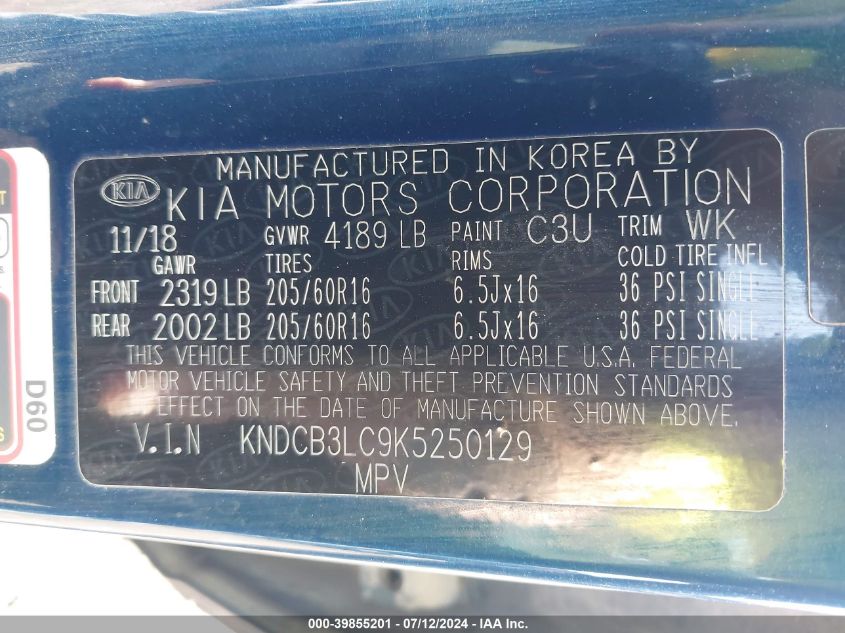 MANUFACTURED IN KOREA BY
KIA KIA MOTORS CORPORATION
11/18 GVWR 4189 LB PAINT C3U TRIM WK
GAWR TIRES RIMS COLD TIRE INFL
FRONT 2319 LB 205/60R16 6.5Jx16 36 PSI SINGLE
REAR 2002 LB 205/60R16 6.5Jx16 36 PSI SINGLE
THIS VEHICLE CONFORMS TO ALL APPLICABLE U.S.A. FEDERAL
MOTOR VEHICLE SAFETY AND THEFT PREVENTION STANDARDS
EFFECT ON THE DATE OF MANUFACTURE SHOWN ABOVE.
V.I.N KNDCB3LC9K5250129
MPV
D60
000-39855201 - 07/12/2024 - IAA Inc.